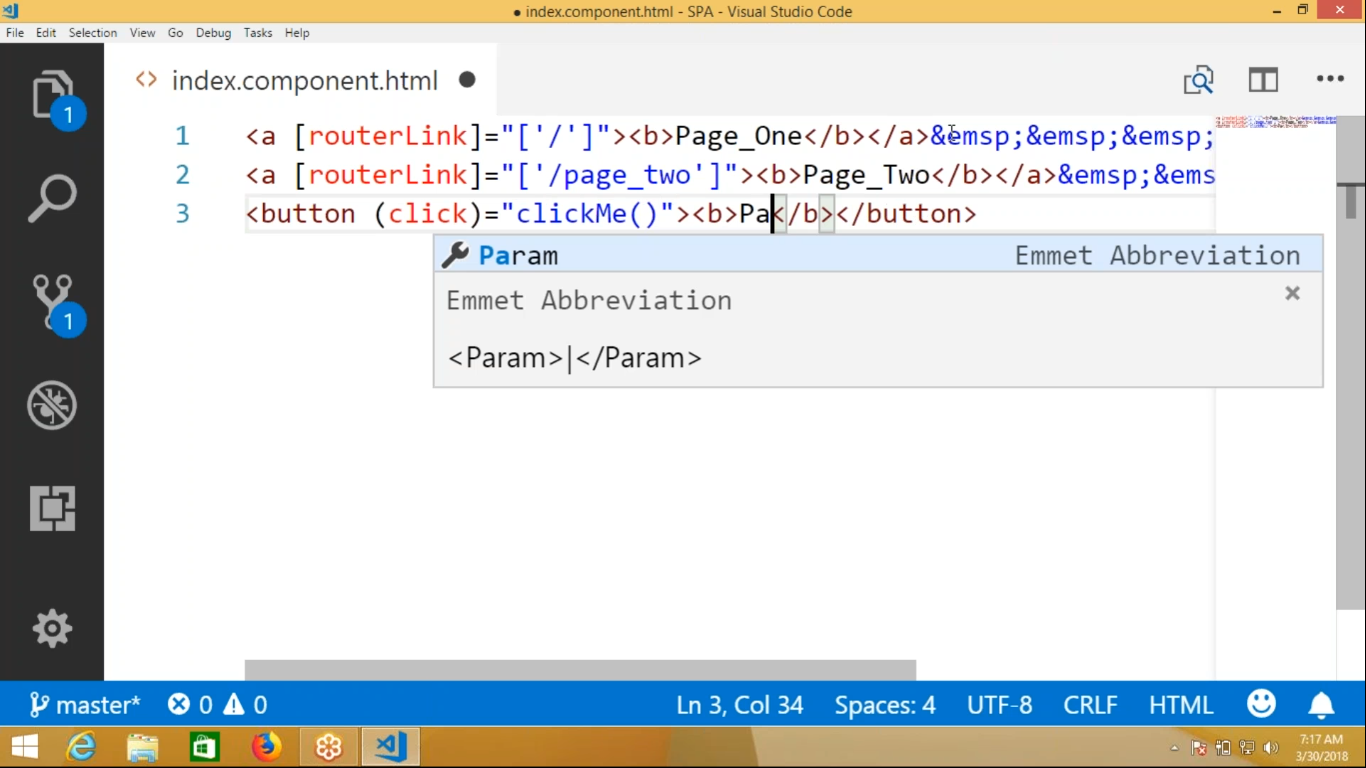 ● index.component.html - SPA - Visual Studio Code
File Edit Selection View Go Debug Tasks Help
1
<> index.component.html ●
1 <a [routerLink]="['/']"><b>Page_One</b></a>&emsp;&emsp;&emsp;
2 <a [routerLink]="['/page_two']"><b>Page_Two</b></a>&emsp;&ems
3 <button (click)="clickMe()"><b>Pa</b></button>
Param Emmet Abbreviation
Emmet Abbreviation
<Param>|</Param>
1
master* 0 0 Ln 3, Col 34 Spaces: 4 UTF-8 CRLF HTML
7:17 AM
3/30/2018